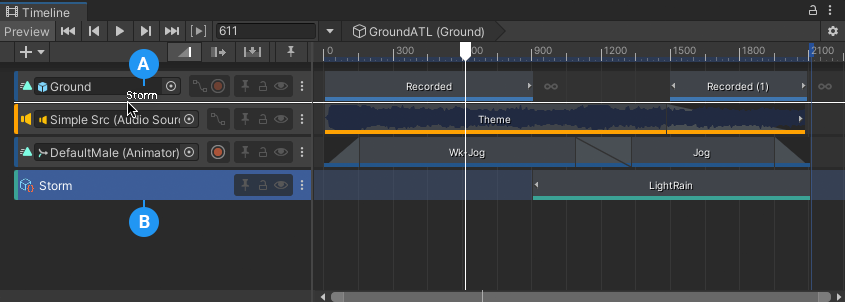 Timeline
Preview 611 GroundATL (Ground)
0 300 600 900 1200 1500 1800 2100
A
Ground Recorded Recorded (1)
Storm
Simple Src (Audio Sour Theme
DefaultMale (Animator) Wk-Jog Jog
Storm LightRain
B